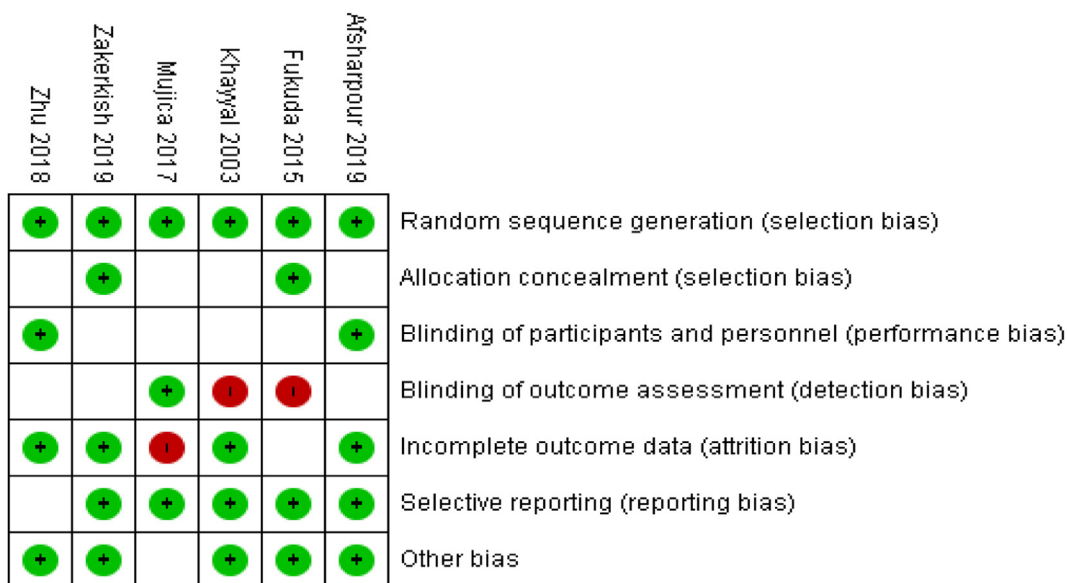 Zhu 2018
Zakerkish 2019
Mujica 2017
Khayyal 2003
Fukuda 2015
Afsharpour 2019
+ + + + + + Random sequence generation (selection bias)
+ + Allocation concealment (selection bias)
+ + Blinding of participants and personnel (performance bias)
+ - - Blinding of outcome assessment (detection bias)
+ + - + + Incomplete outcome data (attrition bias)
+ + + + + Selective reporting (reporting bias)
+ + + + + Other bias